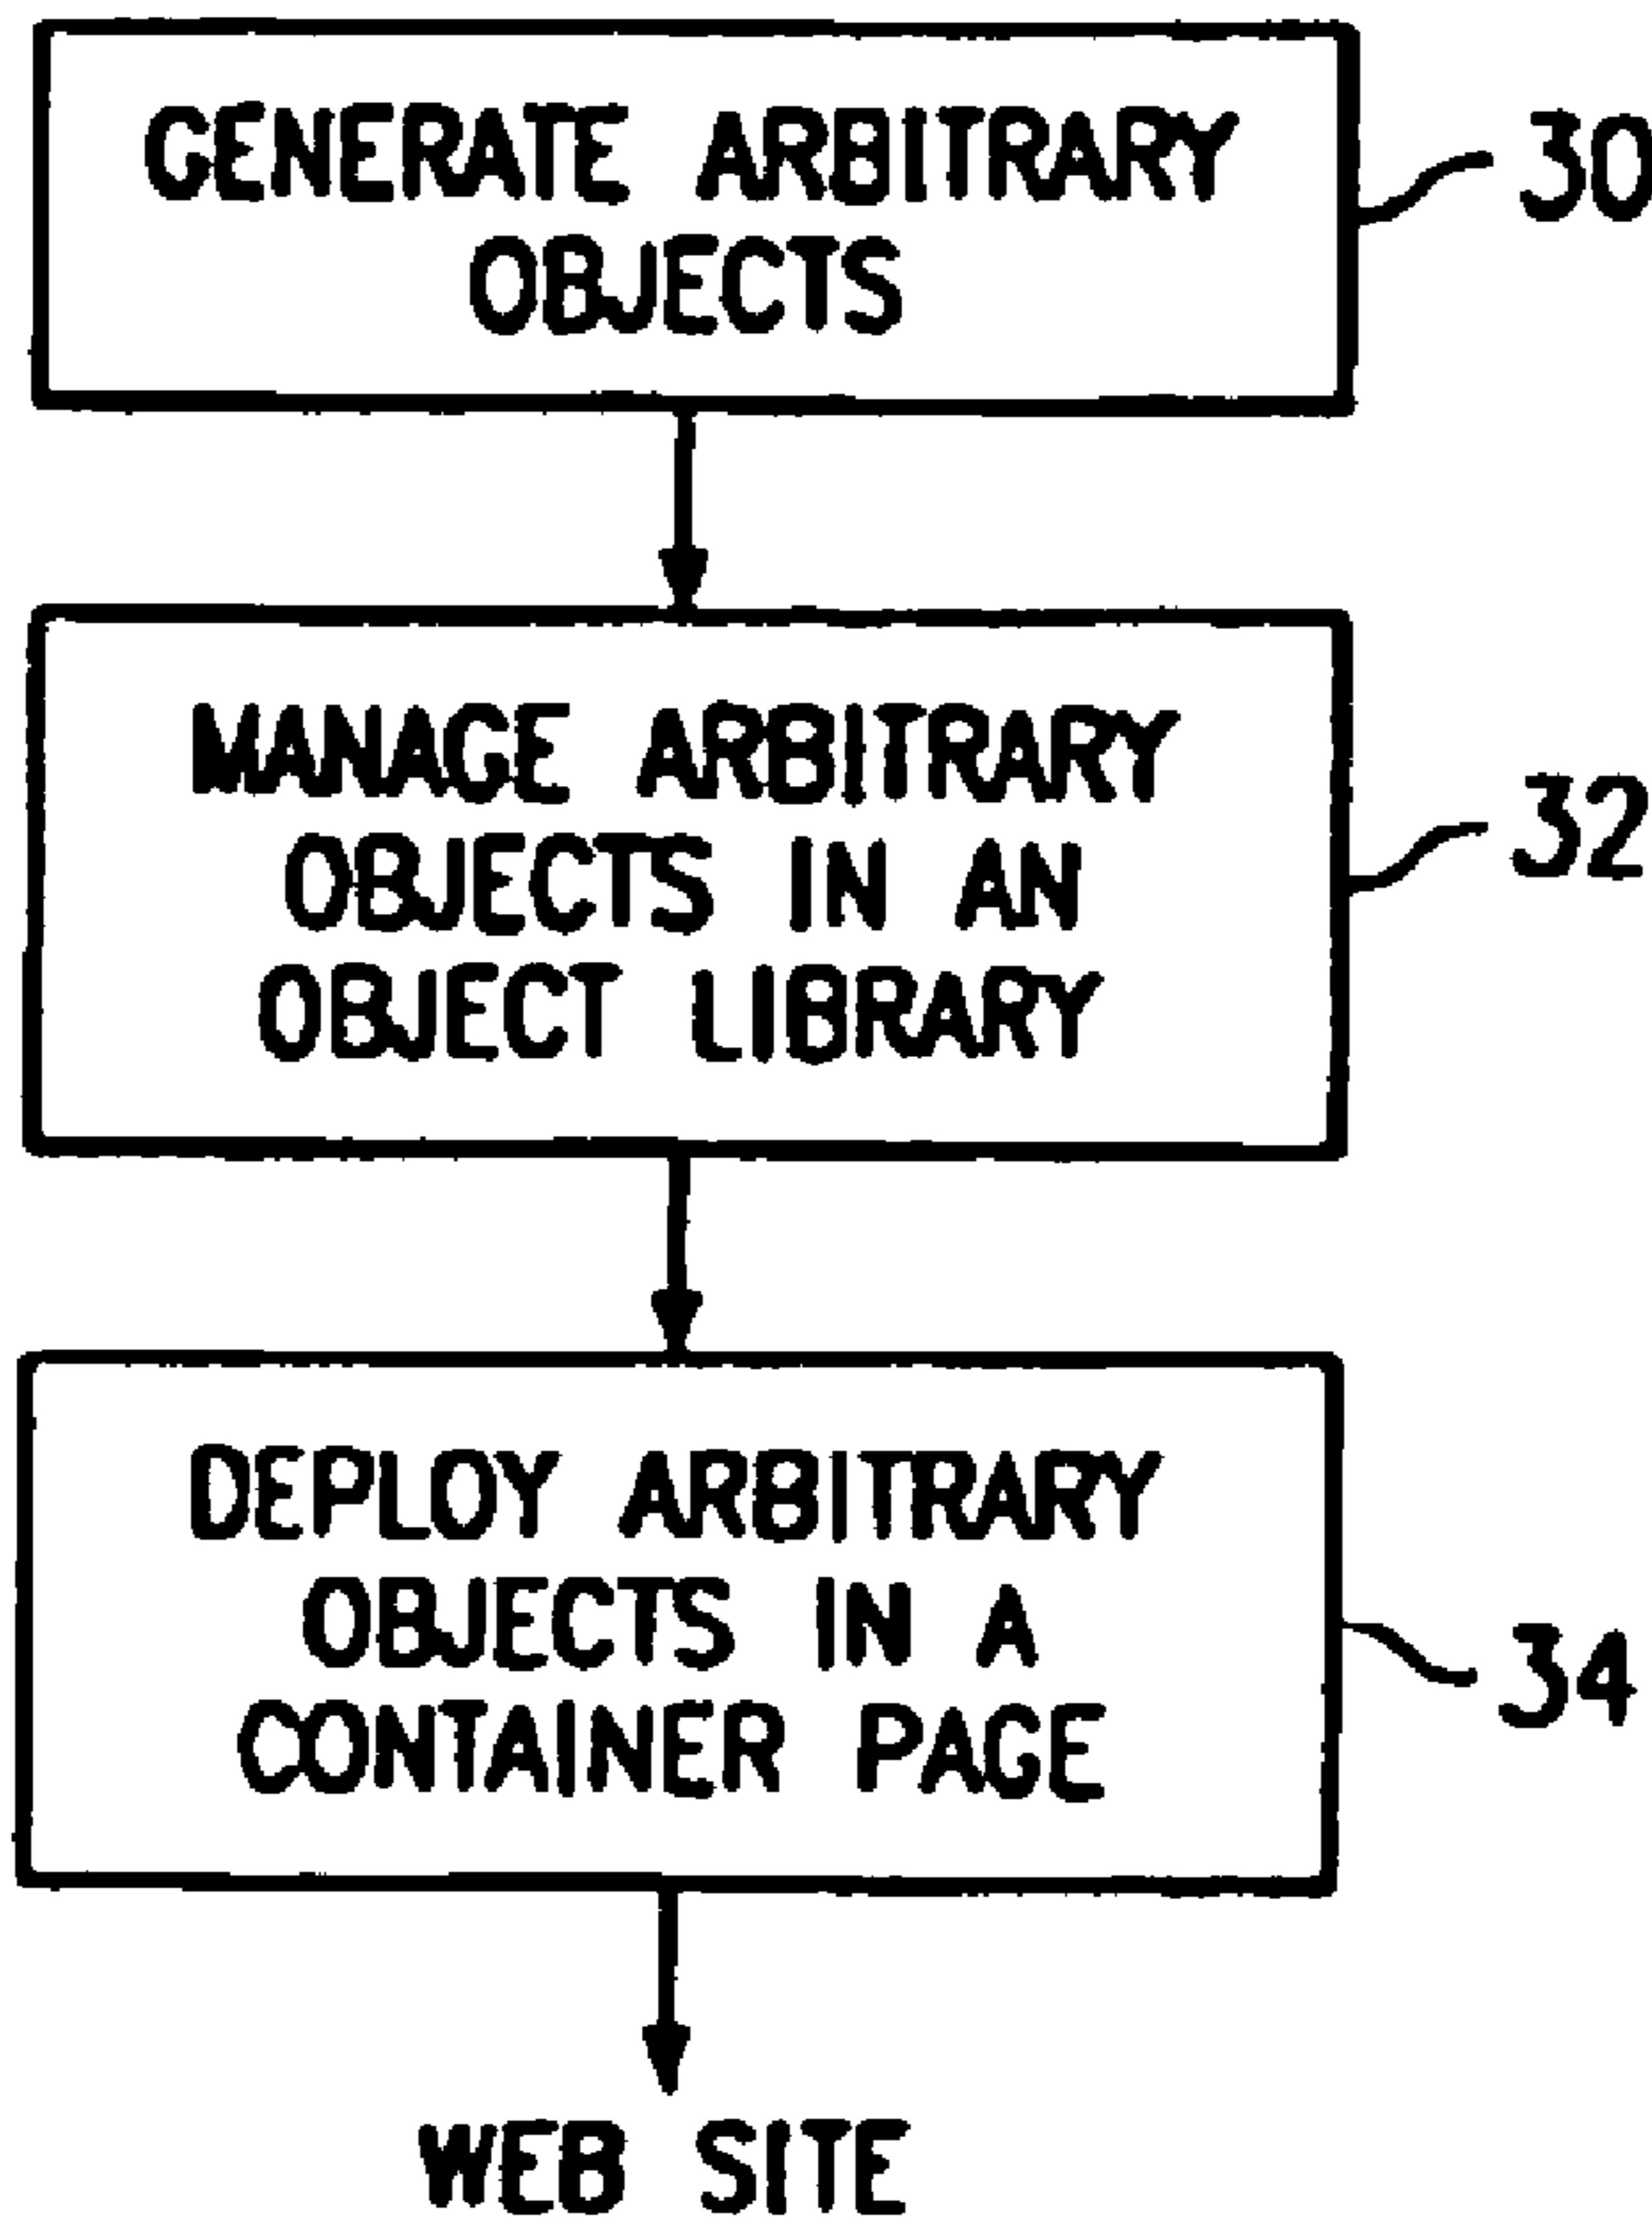 GENERATE ARBITRARY
OBJECTS
30
MANAGE ARBITRARY
OBJECTS IN AN
OBJECT LIBRARY
32
DEPLOY ARBITRARY
OBJECTS IN A
CONTAINER PAGE
34
WEB SITE